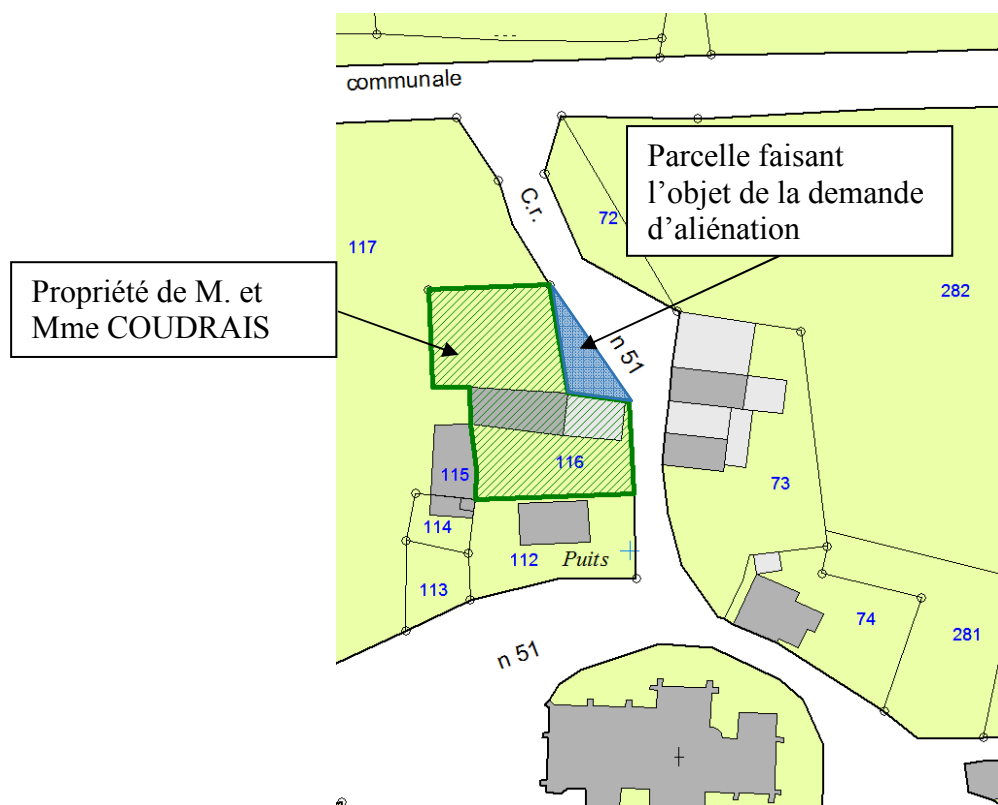 communale
C.r.
Parcelle faisant
l’objet de la demande
d’aliénation
72
117
282
Propriété de M. et
Mme COUDRAIS
n 51
116
115
73
114
112
Puits
113
74
281
n 51